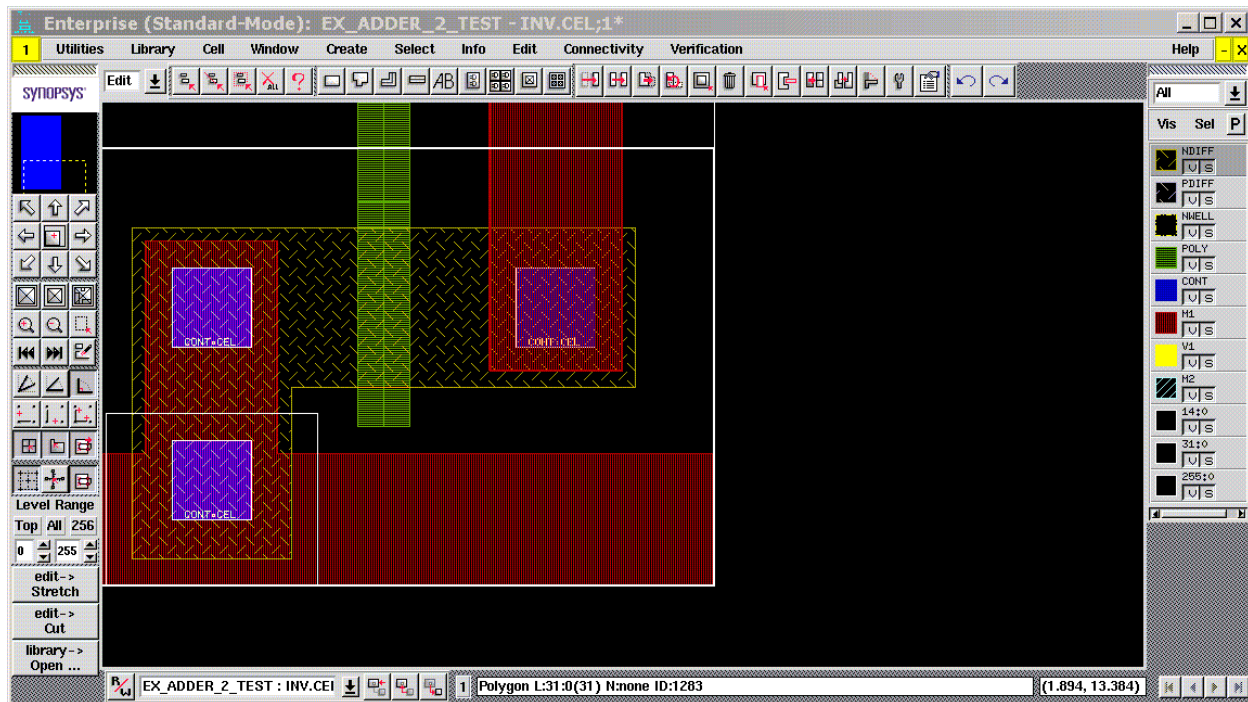 Enterprise (Standard-Mode): EX_ADDER_2_TEST - INV.CEL;1*
1 Utilities Library Cell Window Create Select Info Edit Connectivity Verification Help
SYNOPSYS®
Edit
ALL
?
AB
All
Vis Sel P
NDIFF
V S
PDIFF
V S
NWELL
V S
POLY
V S
CONT
V S
M1
V S
V1
V S
M2
V S
14:0
V S
31:0
V S
255:0
V S
CONT.CEL
CONT.CEL
CONT.CEL
Level Range
Top All 256
0 255
edit->
Stretch
edit->
Cut
library->
Open ...
R/W EX_ADDER_2_TEST : INV.CEI 1 Polygon L:31:0(31) N:none ID:1283 (1.894, 13.384)